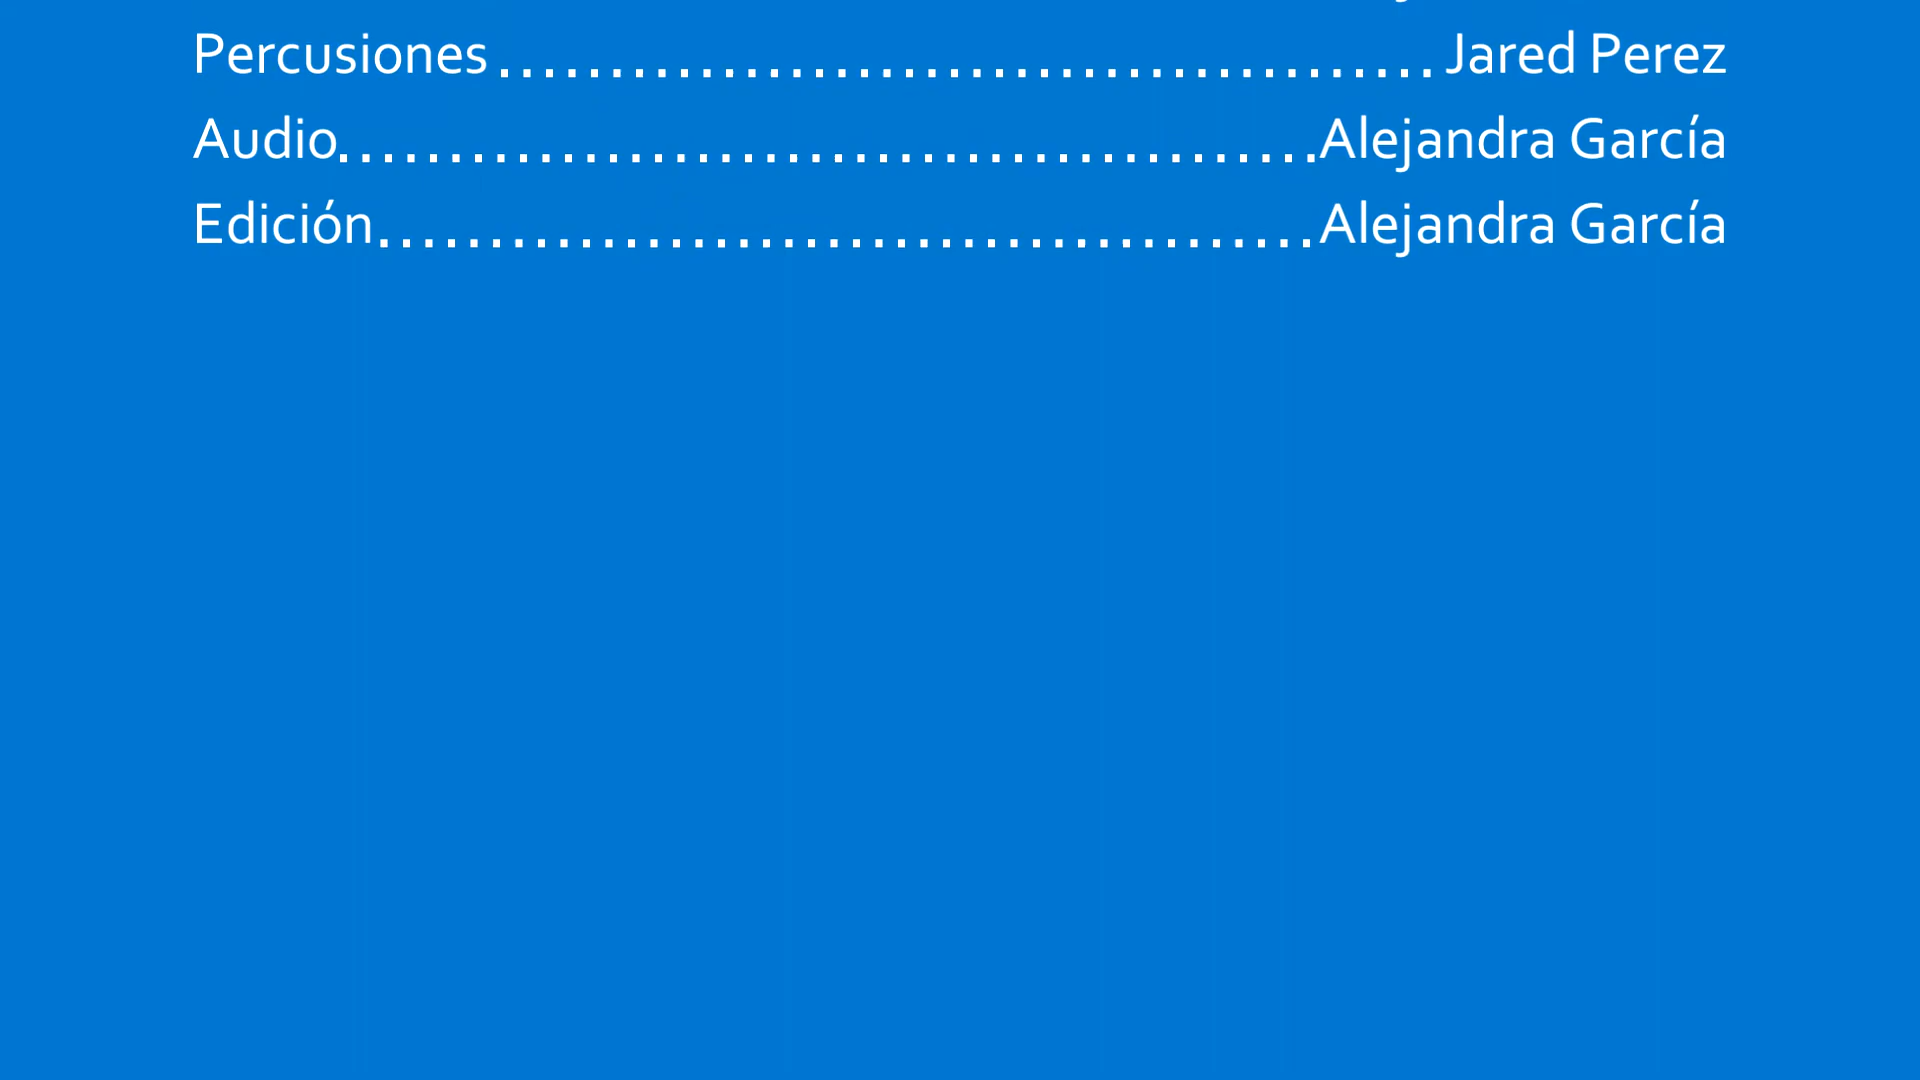 Percusiones . . . . . . . . . . . . . . . . . . . . . . . . . . . . . . . . . . . . . . . . . . Jared Perez
Audio. . . . . . . . . . . . . . . . . . . . . . . . . . . . . . . . . . . . . . . . . . . .Alejandra García
Edición. . . . . . . . . . . . . . . . . . . . . . . . . . . . . . . . . . . . . . . . . .Alejandra García